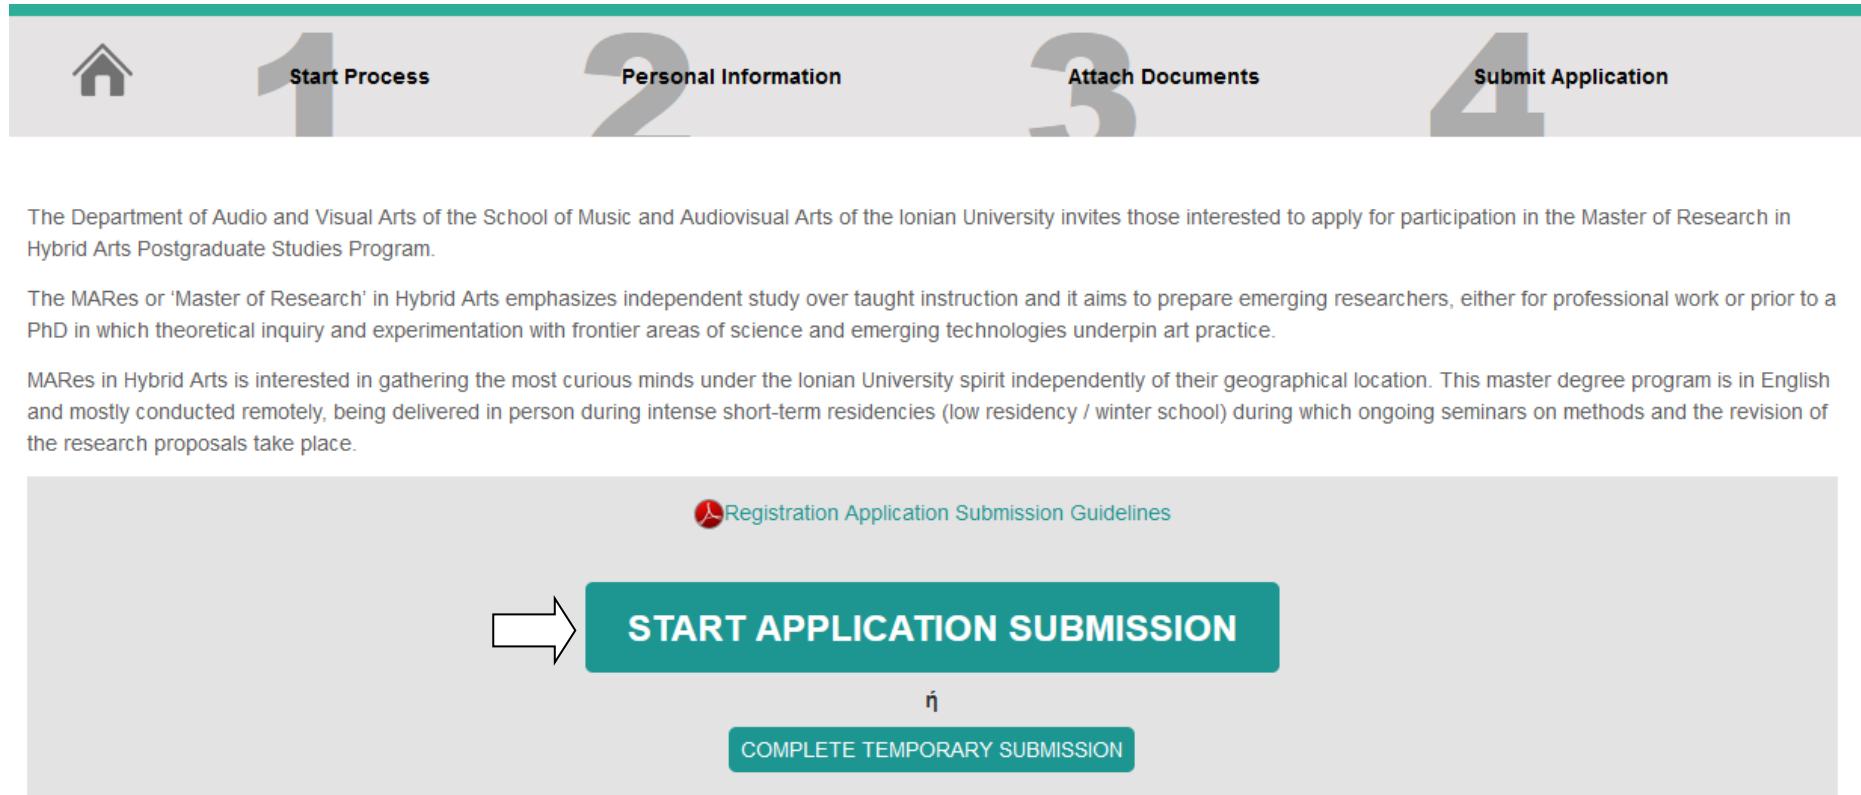 1 Start Process 2 Personal Information 3 Attach Documents 4 Submit Application
The Department of Audio and Visual Arts of the School of Music and Audiovisual Arts of the Ionian University invites those interested to apply for participation in the Master of Research in
Hybrid Arts Postgraduate Studies Program.
The MARes or ‘Master of Research’ in Hybrid Arts emphasizes independent study over taught instruction and it aims to prepare emerging researchers, either for professional work or prior to a
PhD in which theoretical inquiry and experimentation with frontier areas of science and emerging technologies underpin art practice.
MARes in Hybrid Arts is interested in gathering the most curious minds under the Ionian University spirit independently of their geographical location. This master degree program is in English
and mostly conducted remotely, being delivered in person during intense short-term residencies (low residency / winter school) during which ongoing seminars on methods and the revision of
the research proposals take place.
Registration Application Submission Guidelines
START APPLICATION SUBMISSION
ή
COMPLETE TEMPORARY SUBMISSION